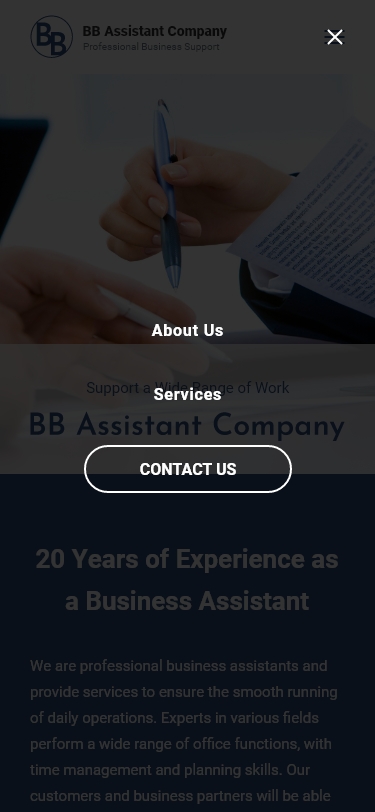 BB
BB Assistant Company
Professional Business Support
About Us
Support a Wide Range of Work
Services
BB Assistant Company
CONTACT US
20 Years of Experience as
a Business Assistant
We are professional business assistants and
provide services to ensure the smooth running
of daily operations. Experts in various fields
perform a wide range of office functions, with
time management and planning skills. Our
customers and business partners will be able